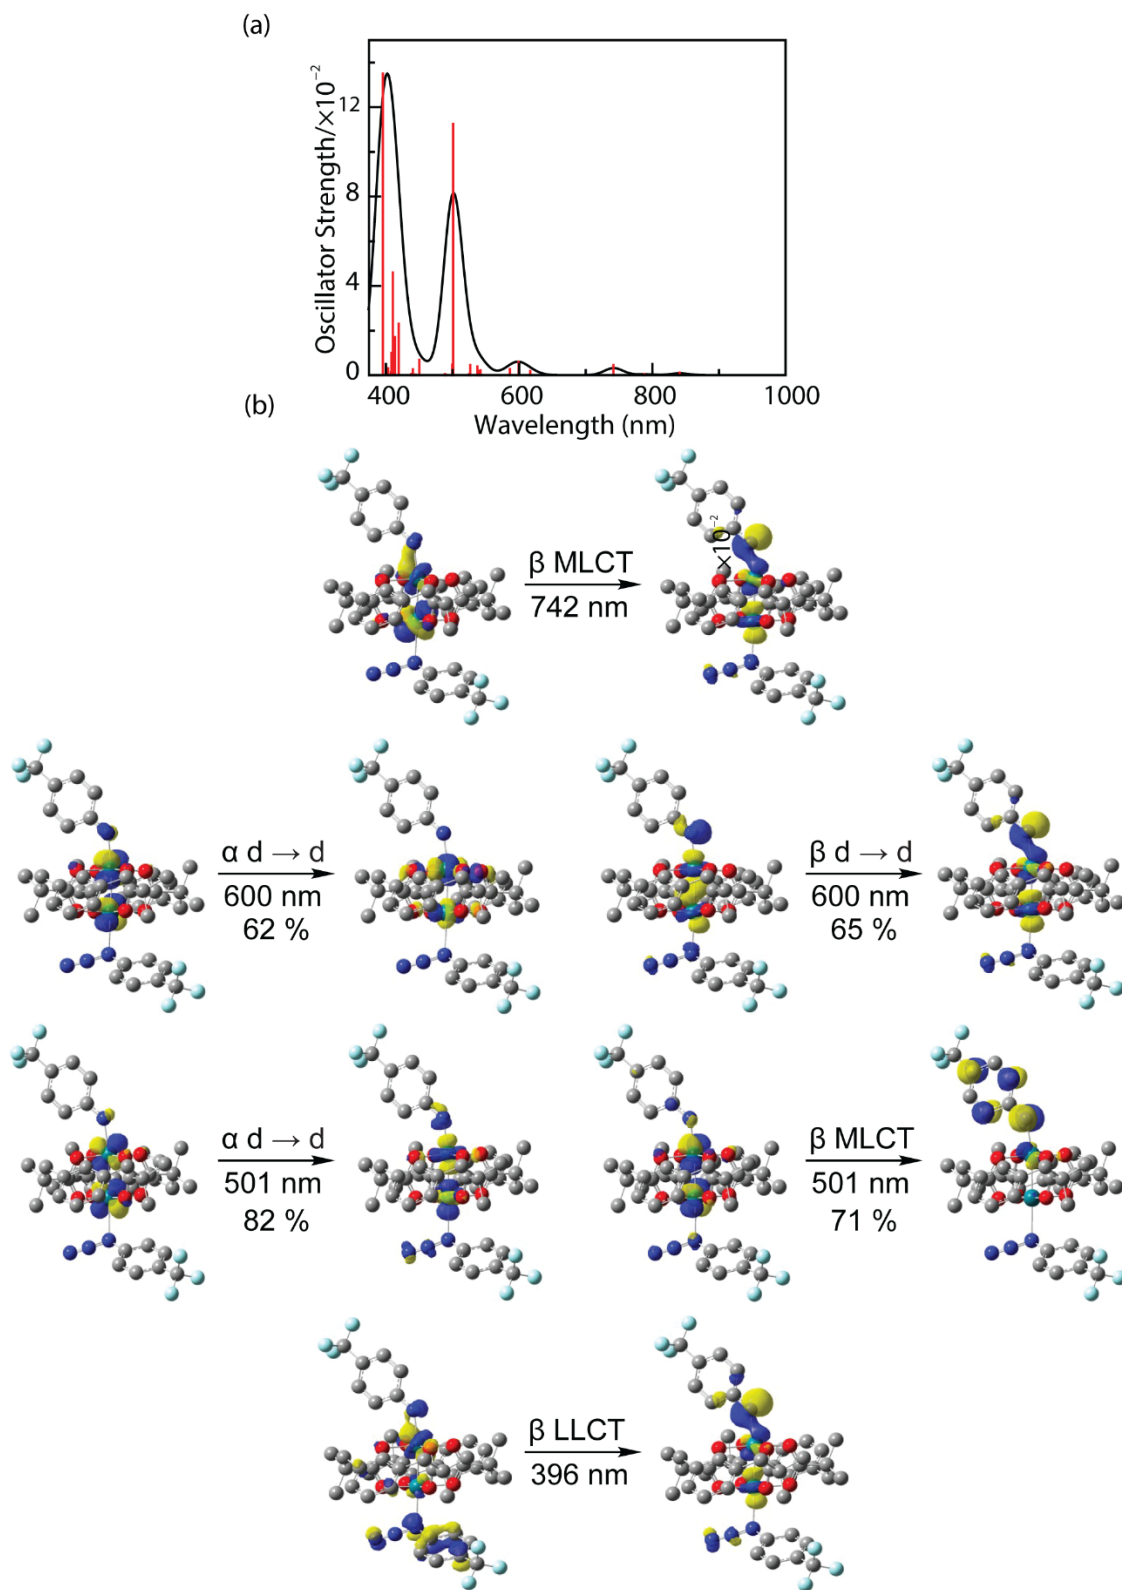 (a)
Oscillator Strength/×10⁻²
12
8
4
0
400 600 800 1000
Wavelength (nm)
(b)
×10⁻²
β MLCT
742 nm
α d → d
600 nm
62 %
β d → d
600 nm
65 %
α d → d
501 nm
82 %
β MLCT
501 nm
71 %
β LLCT
396 nm